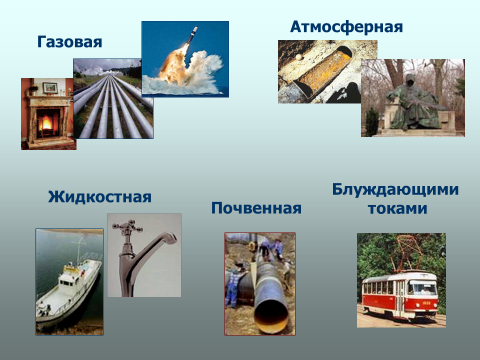 Газовая
Атмосферная
Жидкостная
Почвенная
Блуждающими
токами